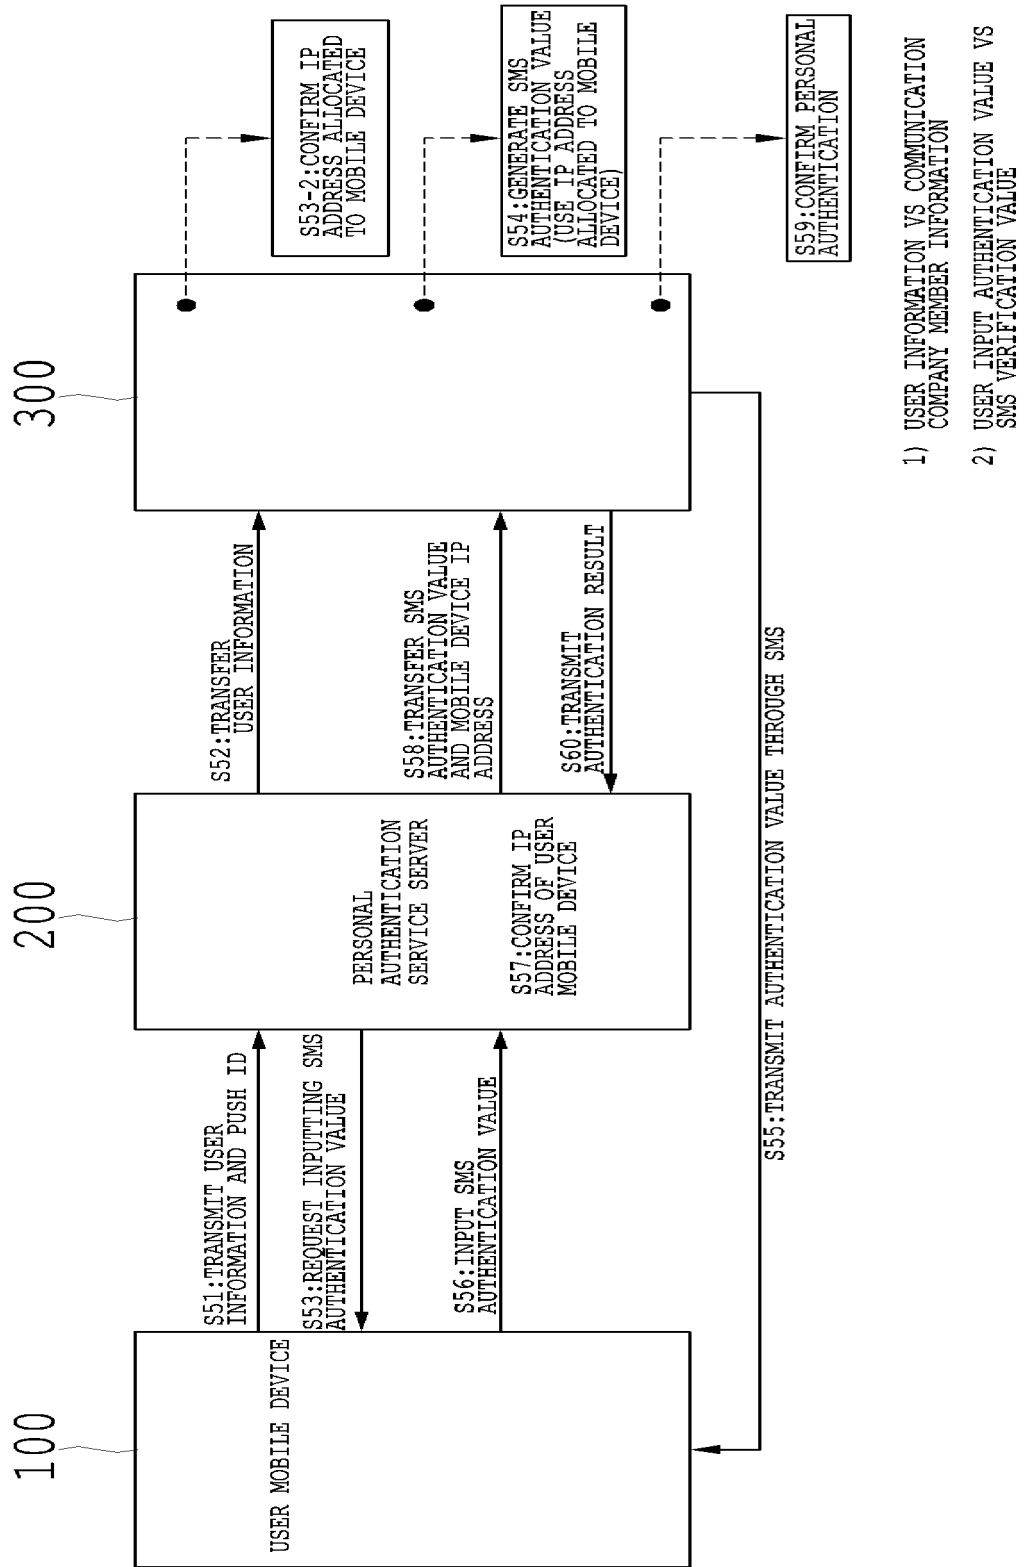 100
200
300
USER MOBILE DEVICE
S51:TRANSMIT USER
INFORMATION AND PUSH ID
S53:REQUEST INPUTTING SMS
AUTHENTICATION VALUE
S56:INPUT SMS
AUTHENTICATION VALUE
PERSONAL
AUTHENTICATION
SERVICE SERVER
S57:CONFIRM IP
ADDRESS OF USER
MOBILE DEVICE
S52:TRANSFER
USER INFORMATION
S58:TRANSFER SMS
AUTHENTICATION VALUE
AND MOBILE DEVICE IP
ADDRESS
S60:TRANSMIT
AUTHENTICATION RESULT
S55:TRANSMIT AUTHENTICATION VALUE THROUGH SMS
S53-2:CONFIRM IP
ADDRESS ALLOCATED
TO MOBILE DEVICE
S54:GENERATE SMS
AUTHENTICATION VALUE
(USE IP ADDRESS
ALLOCATED TO MOBILE
DEVICE)
S59:CONFIRM PERSONAL
AUTHENTICATION
1) USER INFORMATION VS COMMUNICATION
COMPANY MEMBER INFORMATION
2) USER INPUT AUTHENTICATION VALUE VS
SMS VERIFICATION VALUE